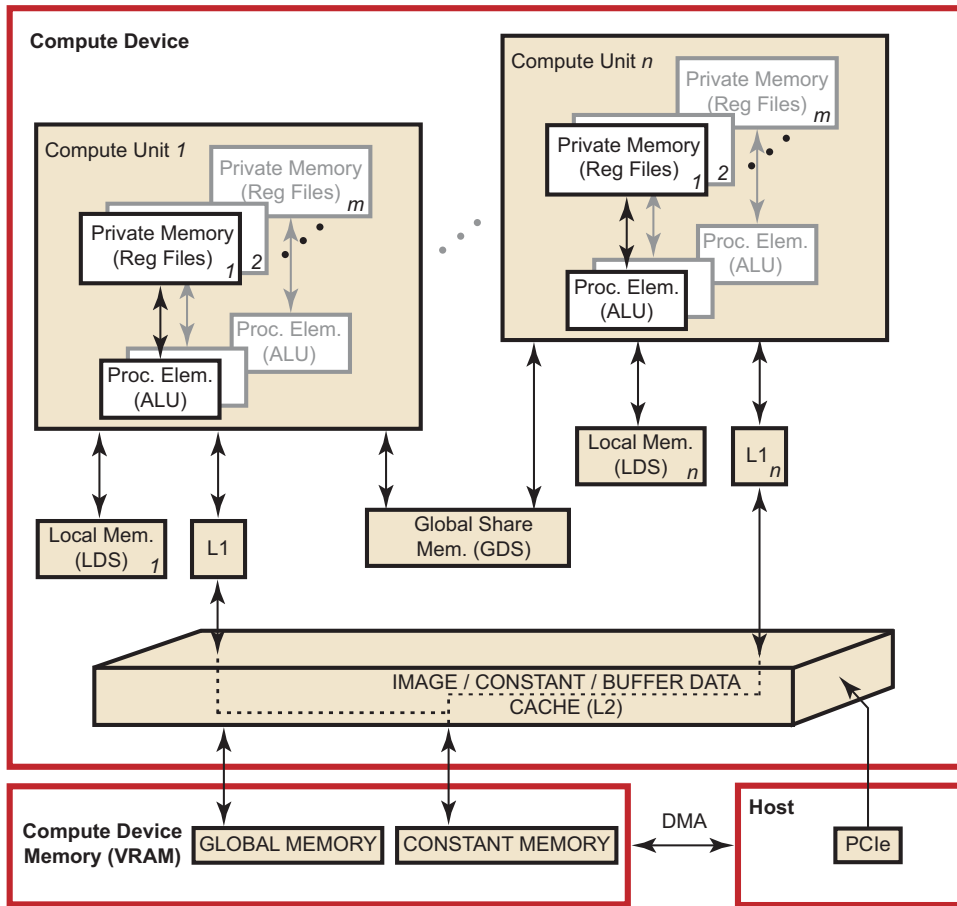 Compute Device
Compute Unit n
Private Memory
(Reg Files)
m
Private Memory
(Reg Files)
1
2
Proc. Elem.
(ALU)
Proc. Elem.
(ALU)
Compute Unit 1
Private Memory
(Reg Files)
m
Private Memory
(Reg Files)
1
2
Proc. Elem.
(ALU)
Proc. Elem.
(ALU)
Local Mem.
(LDS)
n
L1
n
Local Mem.
(LDS)
1
L1
Global Share
Mem. (GDS)
IMAGE / CONSTANT / BUFFER DATA
CACHE (L2)
Compute Device
Memory (VRAM)
GLOBAL MEMORY
CONSTANT MEMORY
DMA
Host
PCIe